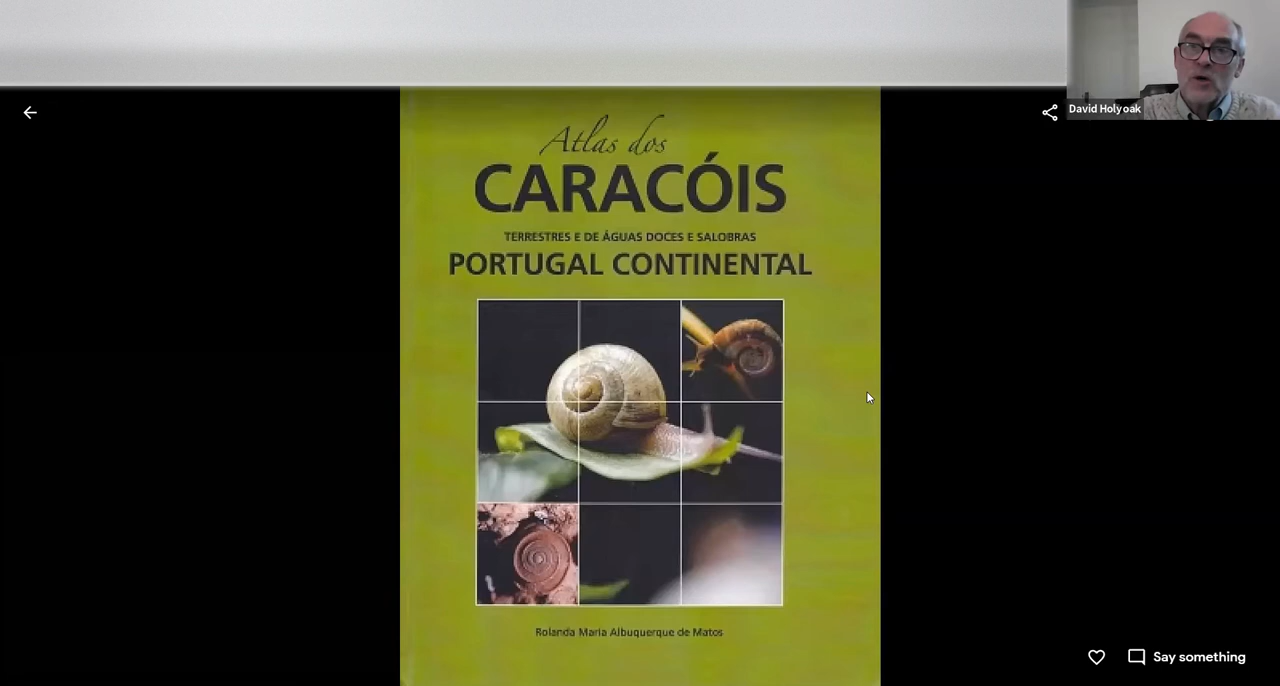 David Holyoak
Atlas dos
CARACÓIS
TERRESTRES E DE ÁGUAS DOCES E SALOBRAS
PORTUGAL CONTINENTAL
Rolanda Maria Albuquerque de Matos
Say something